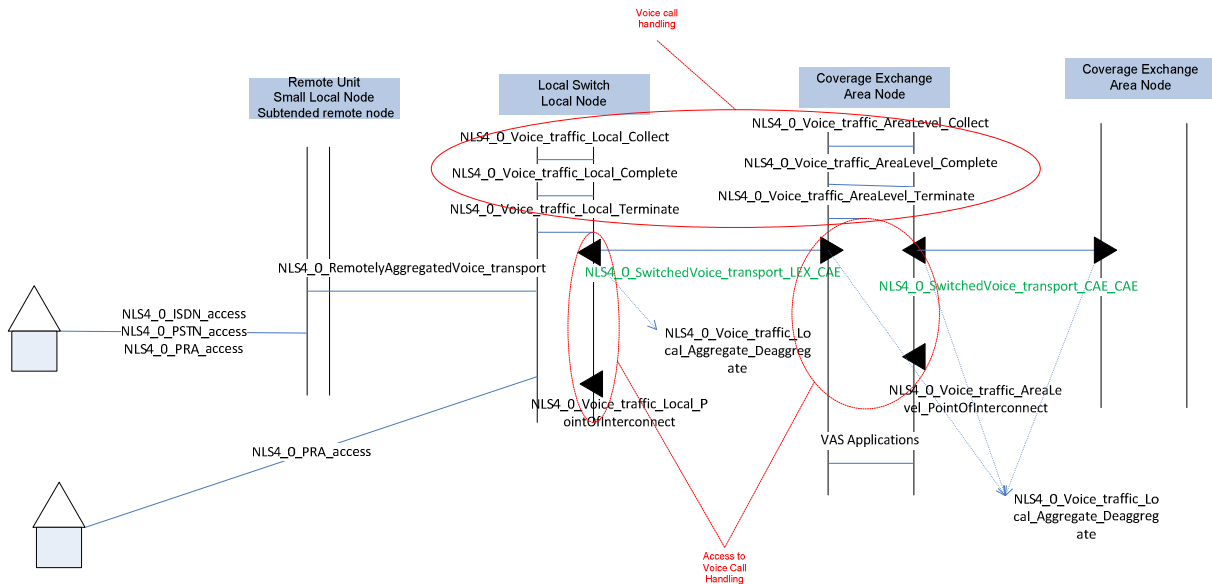 Voice call
handling
Remote Unit
Small Local Node
Subtended remote node
Local Switch
Local Node
Coverage Exchange
Area Node
Coverage Exchange
Area Node
NLS4_0_Voice_traffic_Local_Collect
NLS4_0_Voice_traffic_Local_Complete
NLS4_0_Voice_traffic_Local_Terminate
NLS4_0_Voice_traffic_AreaLevel_Collect
NLS4_0_Voice_traffic_AreaLevel_Complete
NLS4_0_Voice_traffic_AreaLevel_Terminate
NLS4_0_RemotelyAggregatedVoice_transport
NLS4_0_SwitchedVoice_transport_LEX_CAE
NLS4_0_SwitchedVoice_transport_CAE_CAE
NLS4_0_ISDN_access
NLS4_0_PSTN_access
NLS4_0_PRA_access
NLS4_0_Voice_traffic_Lo
cal_Aggregate_Deaggreg
ate
NLS4_0_Voice_traffic_Local_P
ointOfInterconnect
NLS4_0_Voice_traffic_AreaLe
vel_PointOfInterconnect
VAS Applications
NLS4_0_PRA_access
NLS4_0_Voice_traffic_Lo
cal_Aggregate_Deaggreg
ate
Access to
Voice Call
Handling